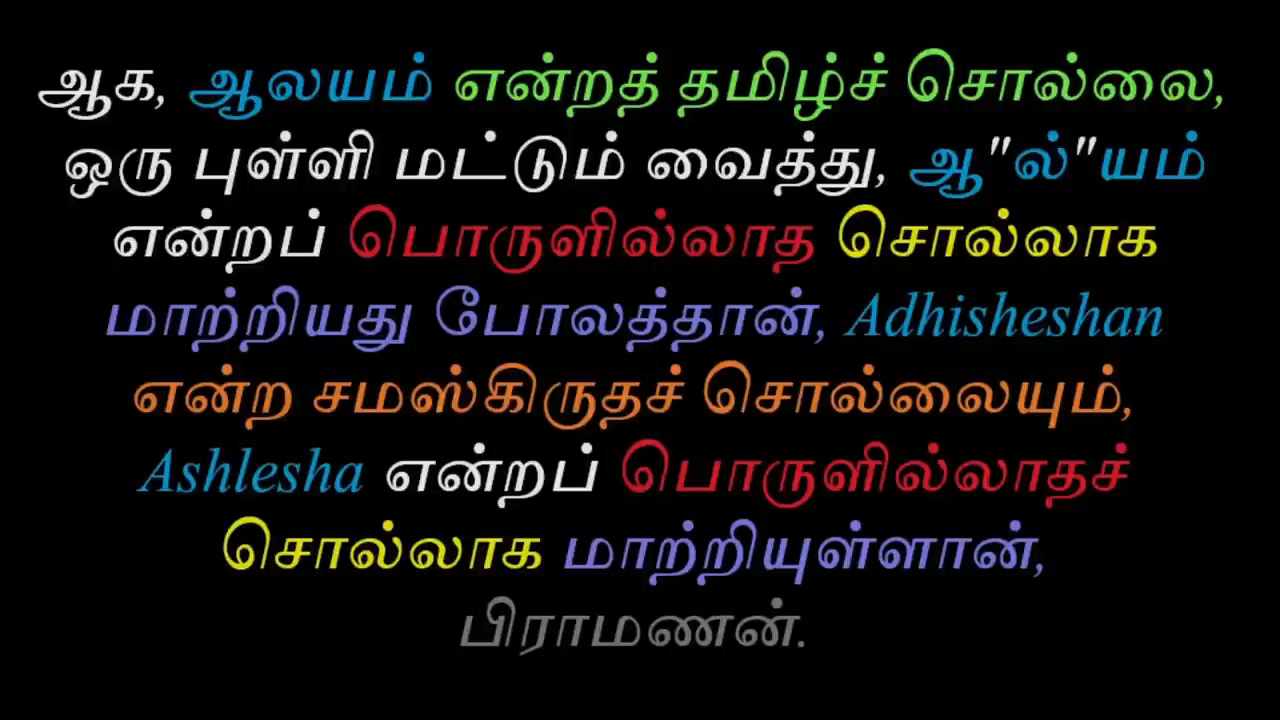 ஆக, ஆலயம் என்றத் தமிழ்ச் சொல்லை,
ஒரு புள்ளி மட்டும் வைத்து, ஆ"ல்"யம்
என்றப் பொருளில்லாத சொல்லாக
மாற்றியது போலத்தான், Adhisheshan
என்ற சமஸ்கிருதச் சொல்லையும்,
Ashlesha என்றப் பொருளில்லாதச்
சொல்லாக மாற்றியுள்ளான்,
பிராமணன்.